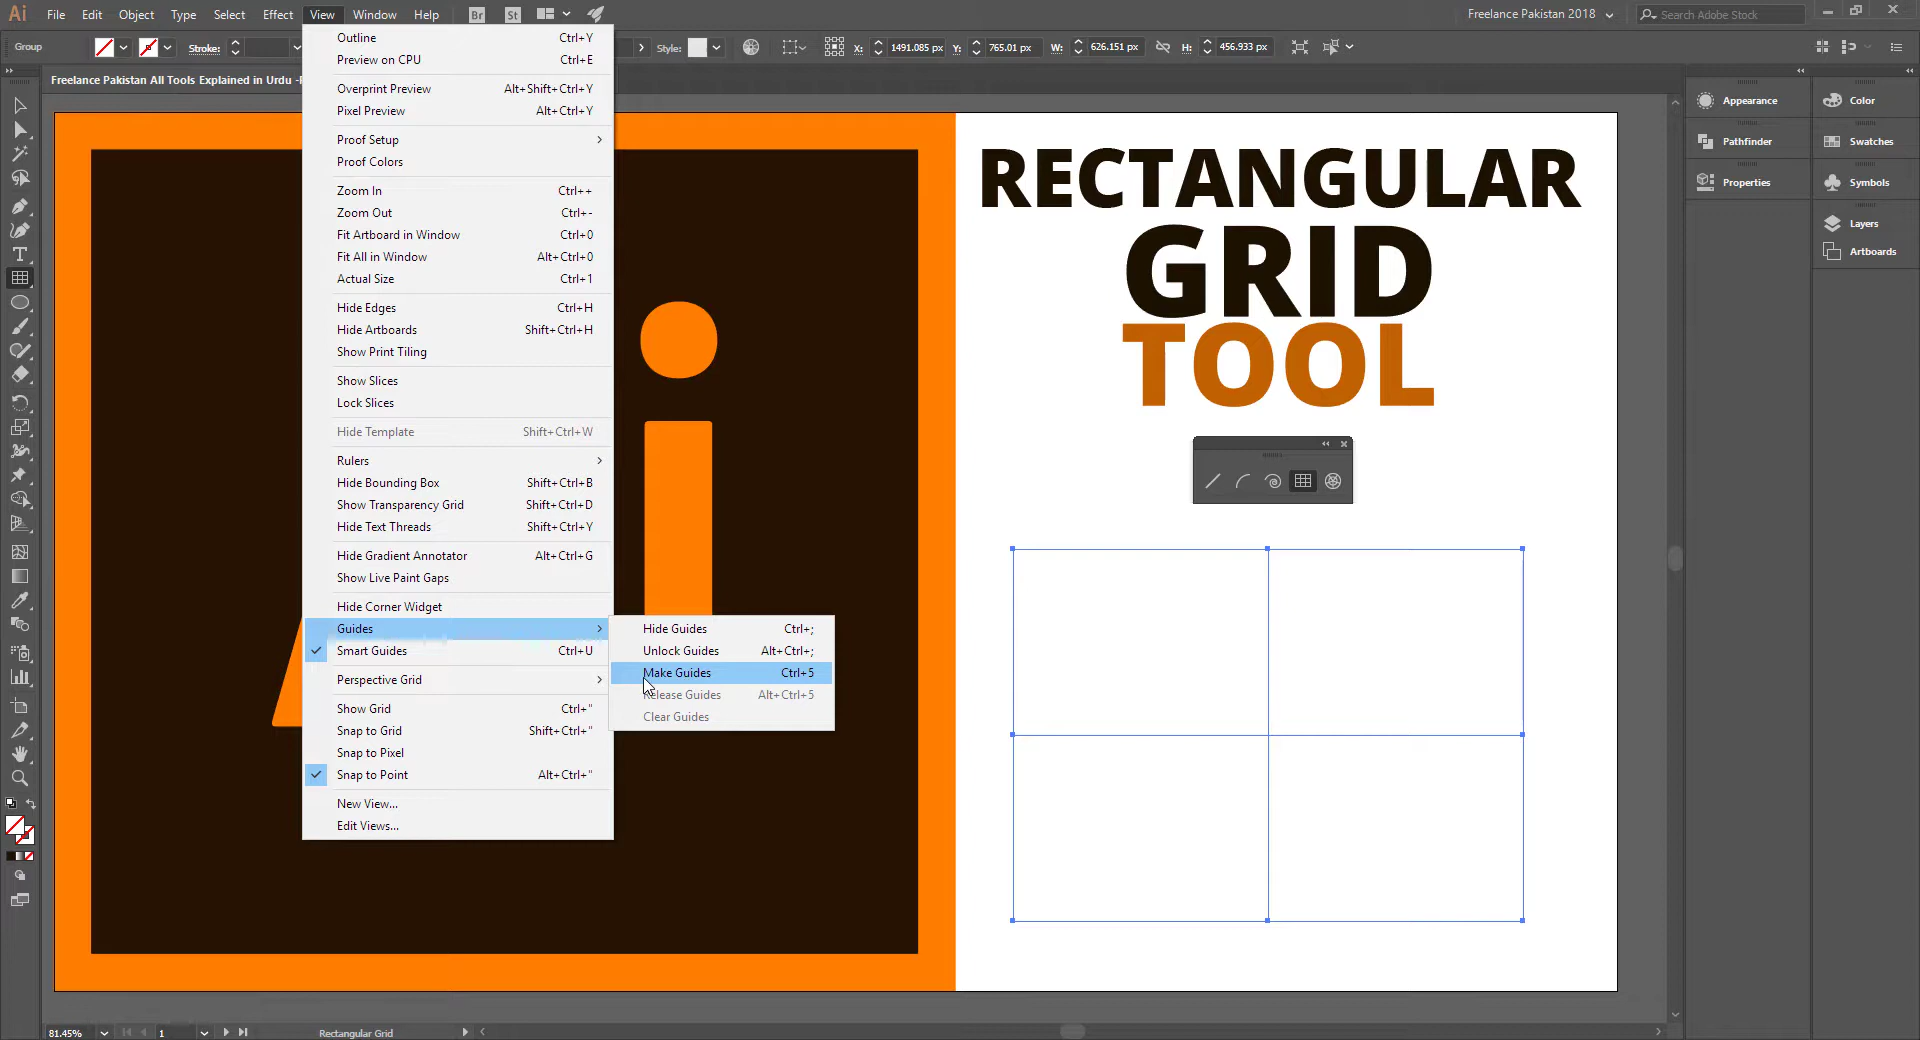 Ai File Edit Object Type Select Effect View Window Help Br St Freelance Pakistan 2018 Search Adobe Stock
Group Stroke: Style: X: 1491.085 px Y: 765.01 px W: 626.151 px H: 456.933 px
Freelance Pakistan All Tools Explained in Urdu
Outline Ctrl+Y
Preview on CPU Ctrl+E
Overprint Preview Alt+Shift+Ctrl+Y
Pixel Preview Alt+Ctrl+Y
Proof Setup
Proof Colors
Zoom In Ctrl++
Zoom Out Ctrl+-
Fit Artboard in Window Ctrl+0
Fit All in Window Alt+Ctrl+0
Actual Size Ctrl+1
Hide Edges Ctrl+H
Hide Artboards Shift+Ctrl+H
Show Print Tiling
Show Slices
Lock Slices
Hide Template Shift+Ctrl+W
Rulers
Hide Bounding Box Shift+Ctrl+B
Show Transparency Grid Shift+Ctrl+D
Hide Text Threads Shift+Ctrl+Y
Hide Gradient Annotator Alt+Ctrl+G
Show Live Paint Gaps
Hide Corner Widget
Guides
Smart Guides Ctrl+U
Perspective Grid
Show Grid Ctrl+"
Snap to Grid Shift+Ctrl+"
Snap to Pixel
Snap to Point Alt+Ctrl+"
New View...
Edit Views...
Hide Guides Ctrl+;
Unlock Guides Alt+Ctrl+;
Make Guides Ctrl+5
Release Guides Alt+Ctrl+5
Clear Guides
i
RECTANGULAR
GRID
TOOL
Appearance
Pathfinder
Properties
Color
Swatches
Symbols
Layers
Artboards
81.45% 1 Rectangular Grid